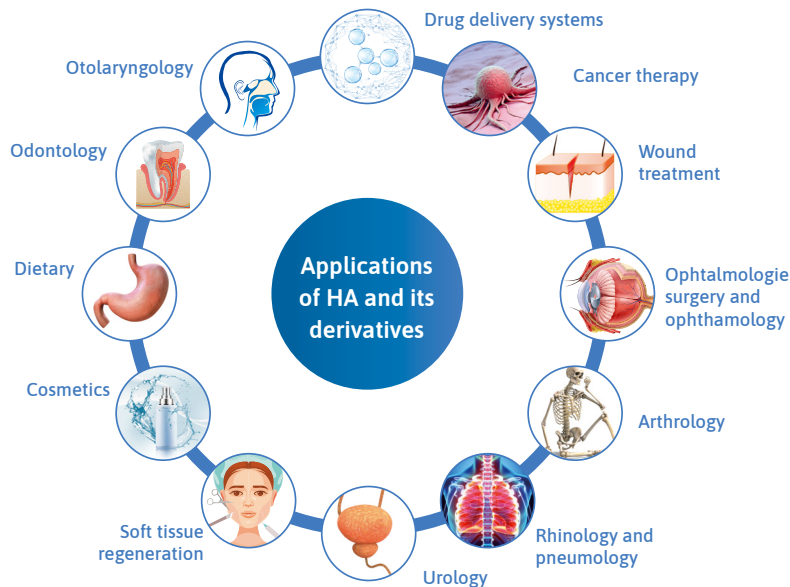 Drug delivery systems
Cancer therapy
Wound
treatment
Ophtalmologie
surgery and
ophthamology
Arthrology
Rhinology and
pneumology
Urology
Soft tissue
regeneration
Cosmetics
Dietary
Odontology
Otolaryngology
Applications
of HA and its
derivatives